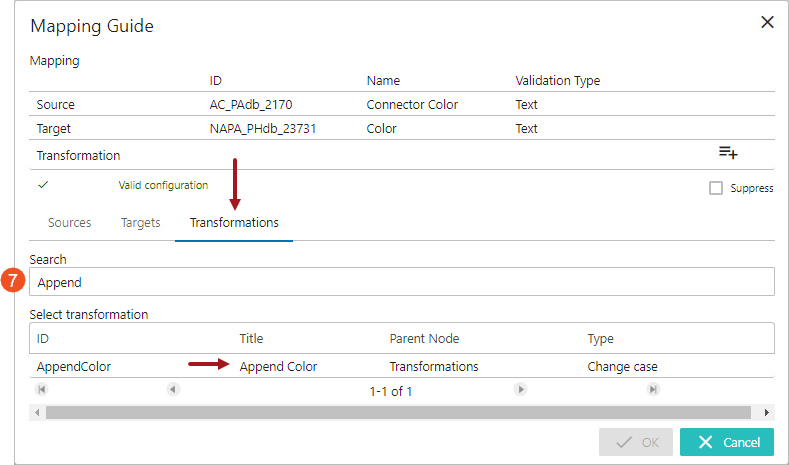 Mapping Guide
Mapping
ID Name Validation Type
Source AC_PAdb_2170 Connector Color Text
Target NAPA_PHdb_23731 Color Text
Transformation
Valid configuration Suppress
Sources Targets Transformations
Search
7 Append
Select transformation
ID Title Parent Node Type
AppendColor Append Color Transformations Change case
1-1 of 1
OK Cancel